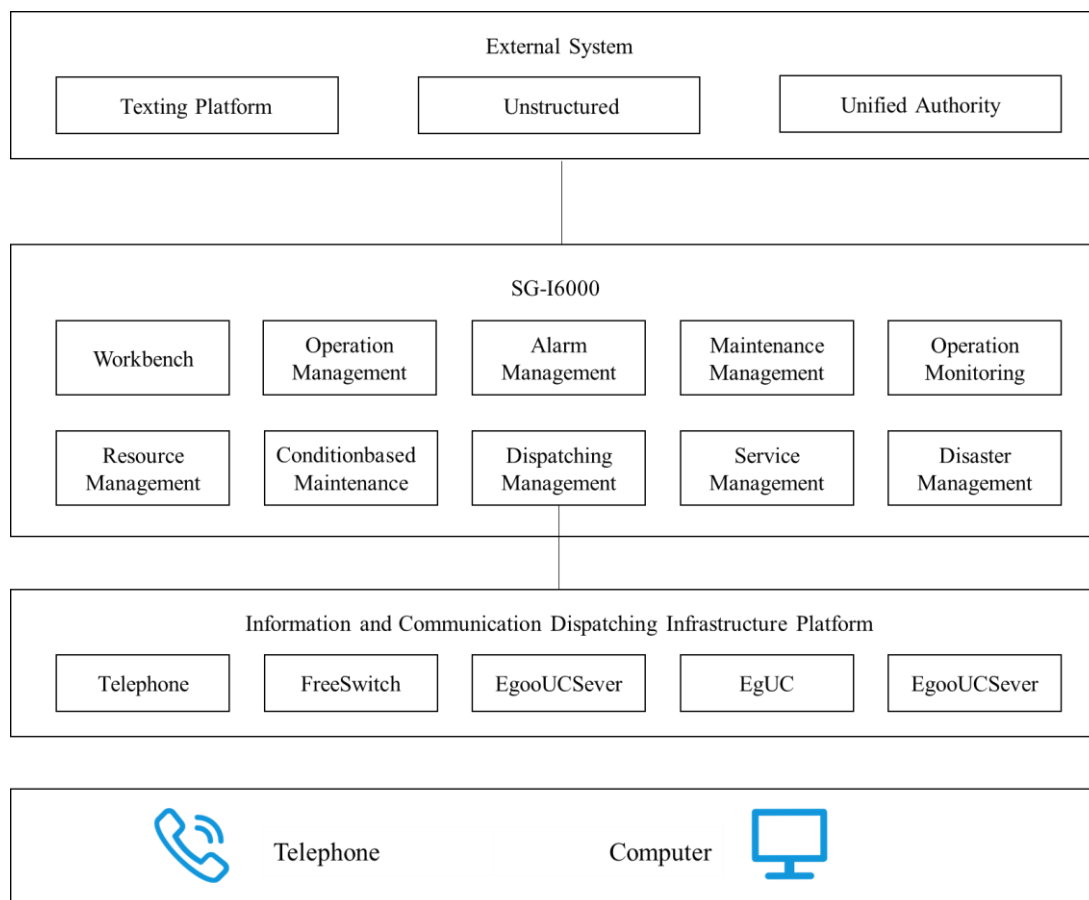 External System
Texting Platform
Unstructured
Unified Authority
SG-I6000
Workbench
Operation
Management
Alarm
Management
Maintenance
Management
Operation
Monitoring
Resource
Management
Conditionbased
Maintenance
Dispatching
Management
Service
Management
Disaster
Management
Information and Communication Dispatching Infrastructure Platform
Telephone
FreeSwitch
EgooUCSever
EgUC
EgooUCSever
Telephone
Computer